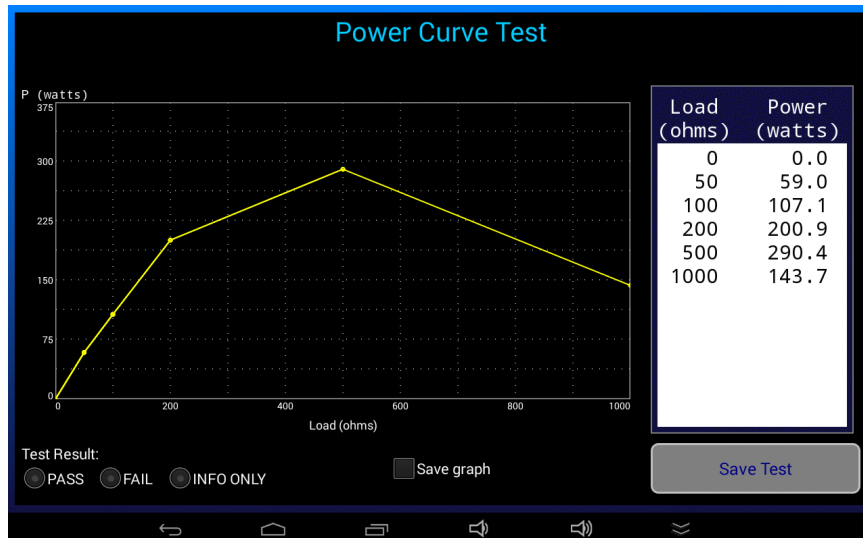 Power Curve Test
P (watts)
375
300
225
150
75
0
0 200 400 600 800 1000
Load (ohms)
Load Power
(ohms) (watts)
0 0.0
50 59.0
100 107.1
200 200.9
500 290.4
1000 143.7
Test Result:
PASS FAIL INFO ONLY
Save graph
Save Test